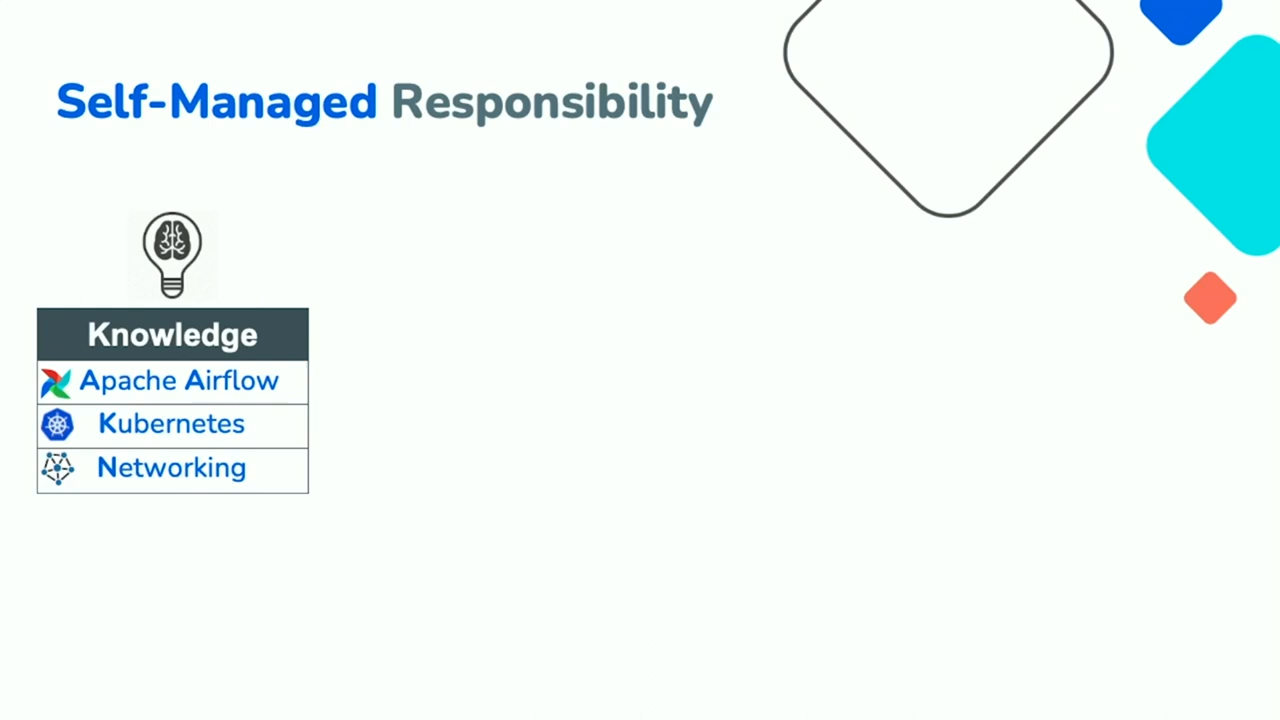 Self-Managed Responsibility
Knowledge
Apache Airflow
Kubernetes
Networking